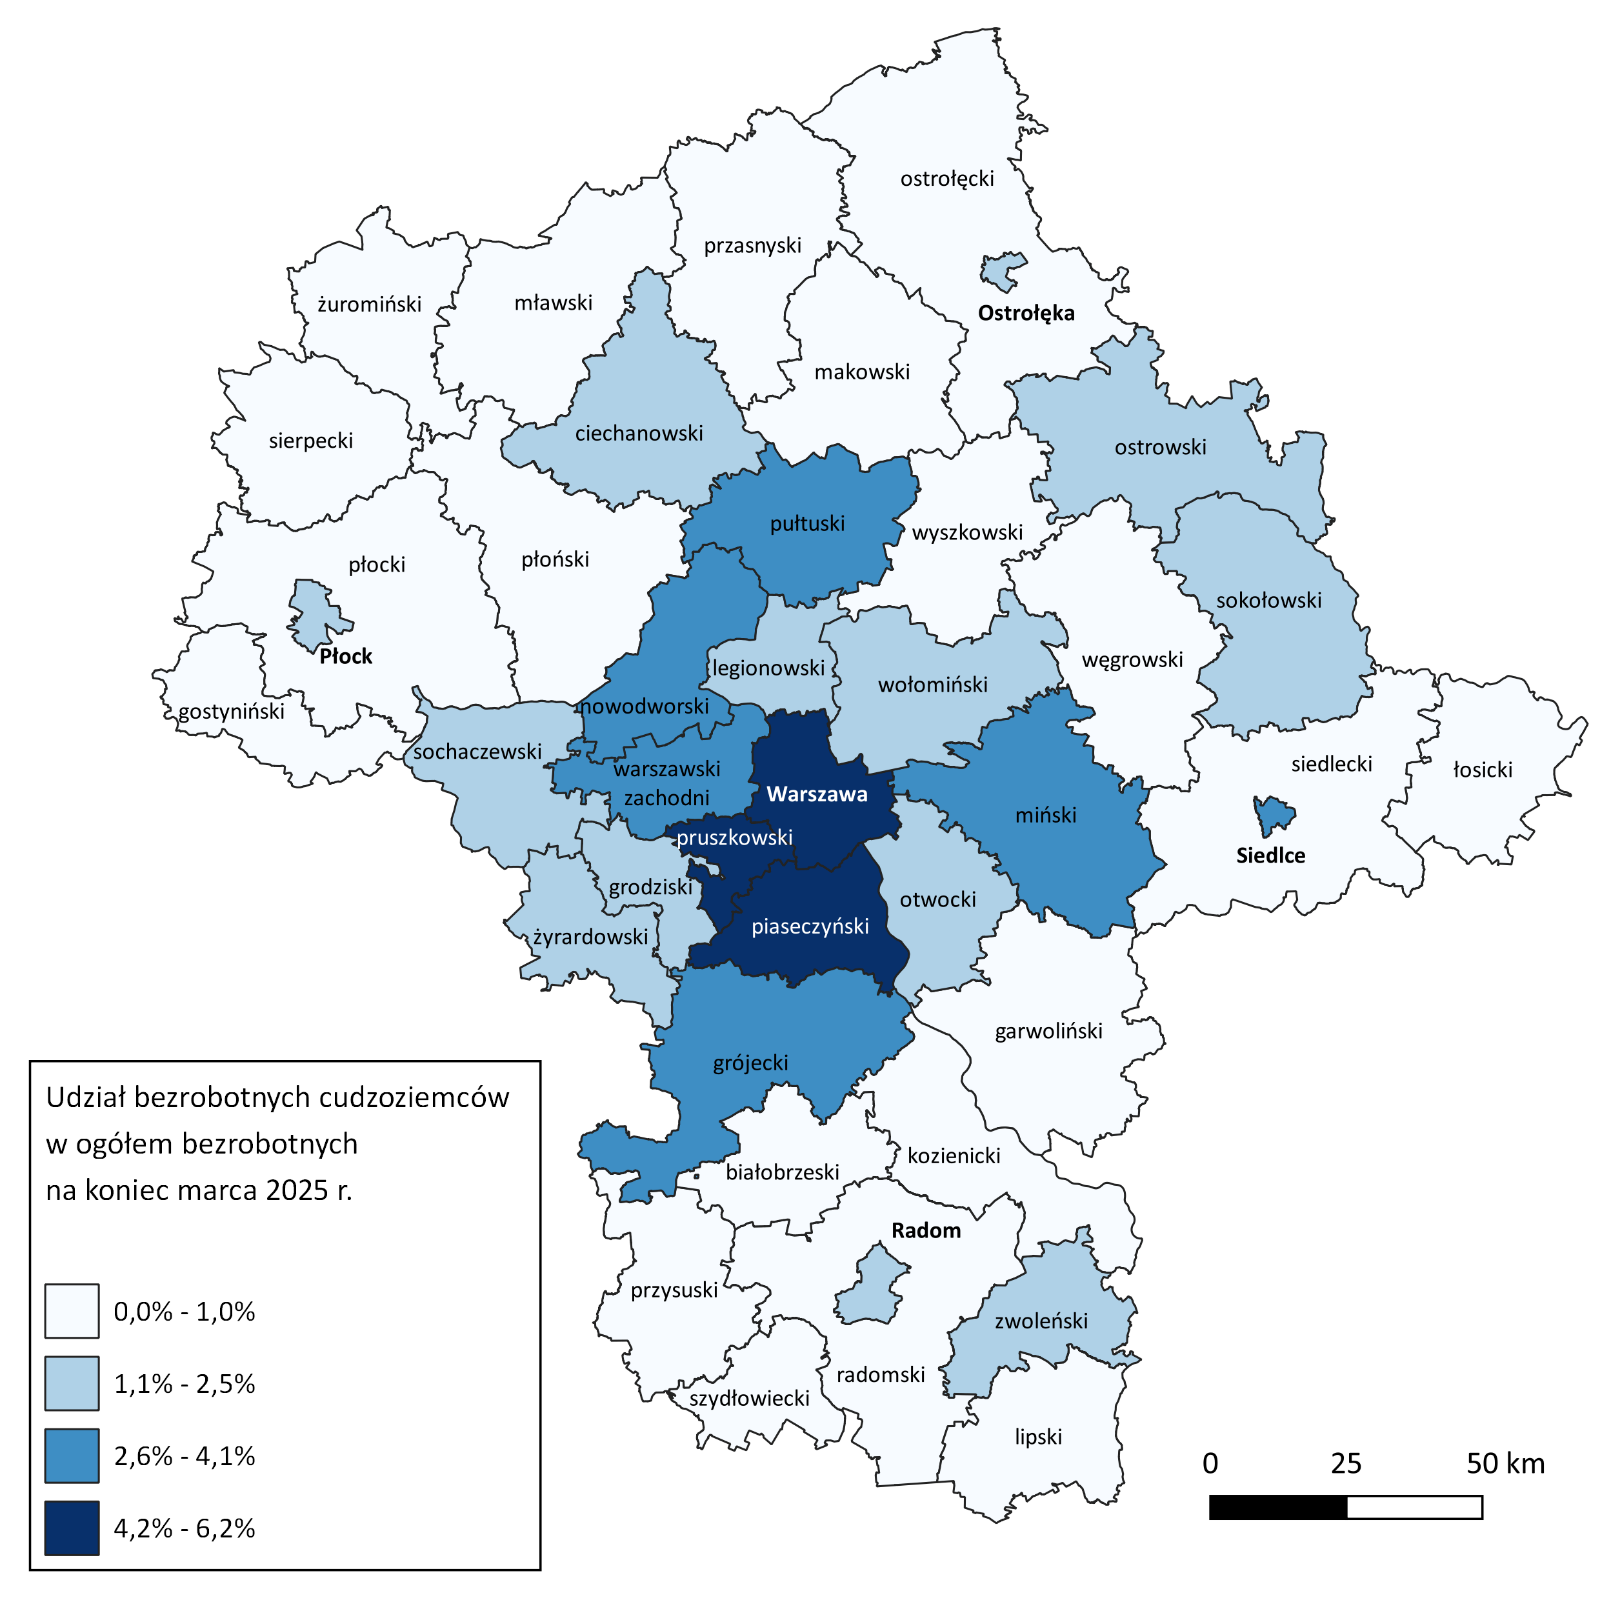 ostrołęcki
przasnyski
żuromiński
mławski
Ostrołęka
makowski
sierpecki
ciechanowski
ostrowski
pułtuski
wyszkowski
płocki
płoński
sokołowski
Płock
legionowski
węgrowski
wołomiński
gostyniński
nowodworski
sochaczewski
warszawski
zachodni
siedlecki
łosicki
Warszawa
miński
pruszkowski
Siedlce
grodziski
otwocki
piaseczyński
żyrardowski
garwoliński
grójecki
kozienicki
białobrzeski
Radom
przysuski
zwoleński
radomski
szydłowiecki
lipski
Udział bezrobotnych cudzoziemców
w ogółem bezrobotnych
na koniec marca 2025 r.
0,0% - 1,0%
1,1% - 2,5%
2,6% - 4,1%
4,2% - 6,2%
0 25 50 km